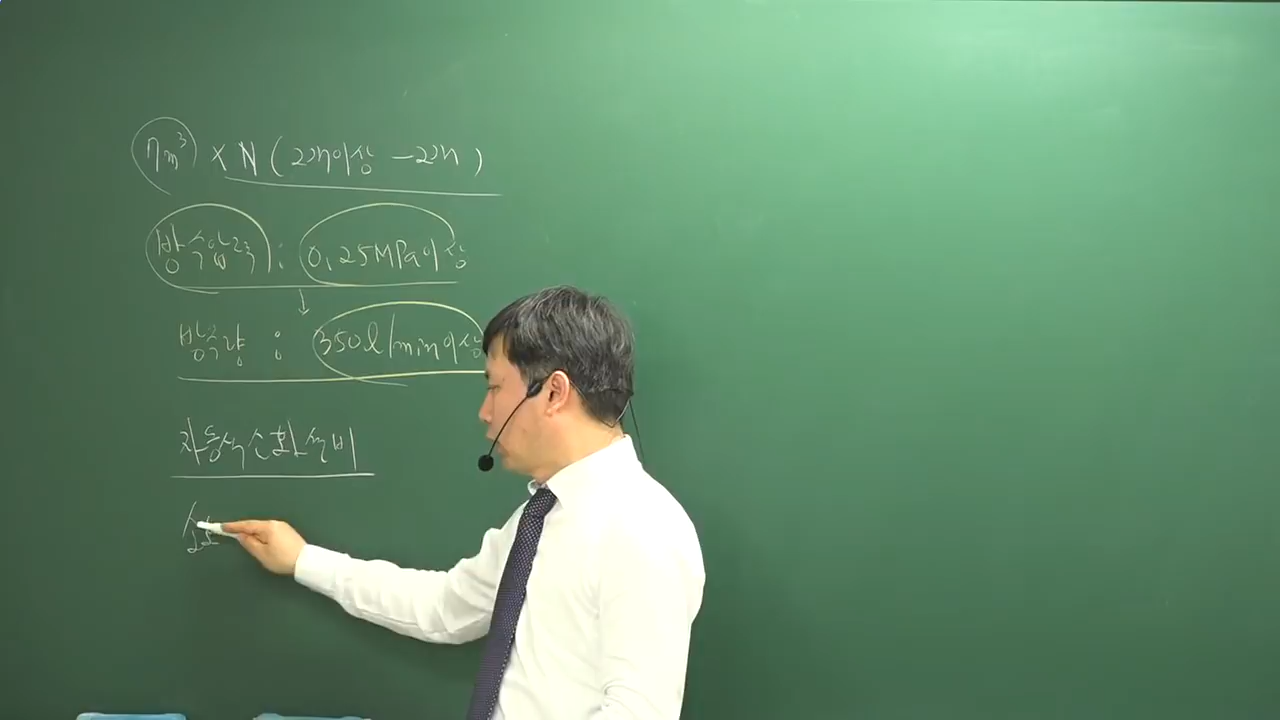 7m³ X N (2개이상 -2개)
방수압력 : 0.25MPa이상
↓
방수량 : 350l/min이상
자동식소화설비